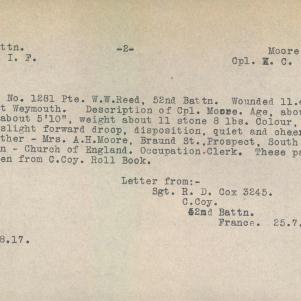 ttn. -2- Moore
I. F. Cpl. K. C.
No. 1281 Pte. W.W.Reed, 52nd Battn. Wounded 11.
t Weymouth. Description of Cpl. Moore. Age, abou
about 5'10", weight about 11 stone 8 lbs. Colour,
slight forward droop, disposition, quiet and chee
ther - Mrs. A.H.Moore, Braund St.,Prospect, South
n - Church of England. Occupation.Clerk. These pa
en from C.Coy. Roll Book.
Letter from:-
Sgt. R. D. Cox 3245.
C.Coy.
52nd Battn.
France. 25.7.
8.17.